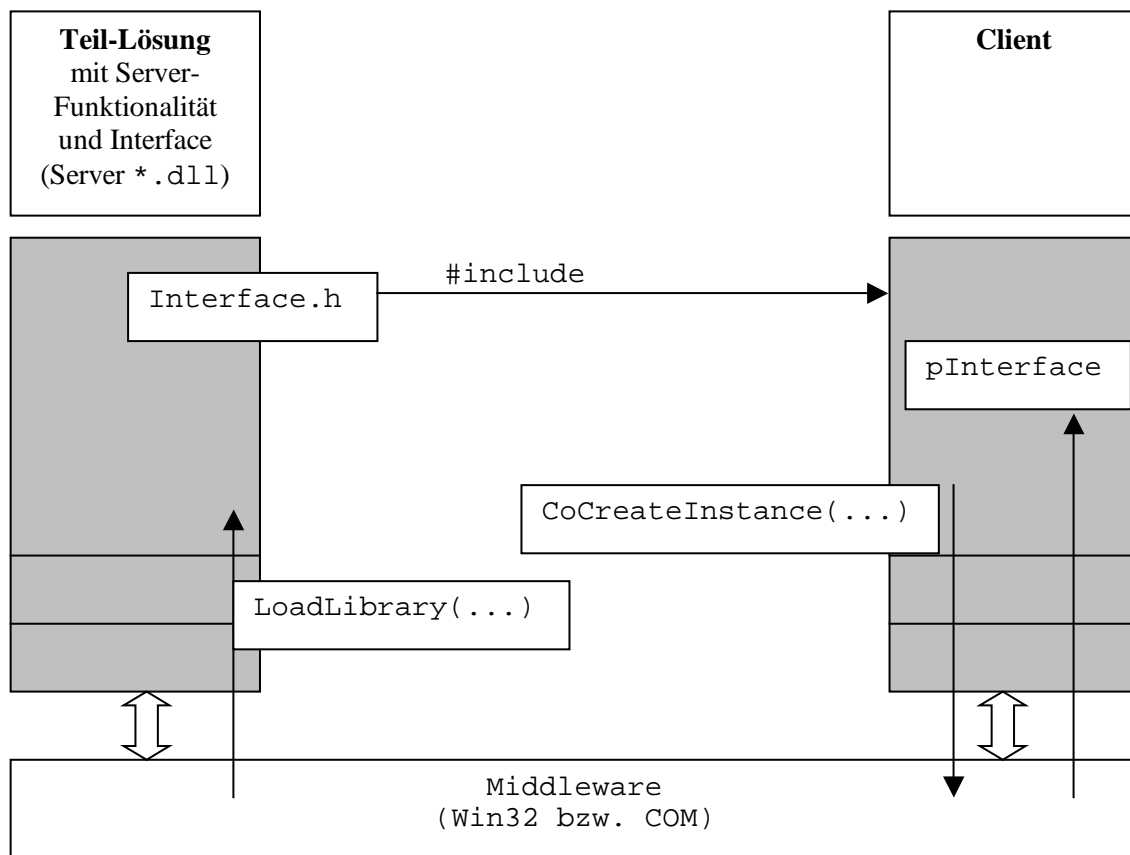 Teil-Lösung
mit Server-
Funktionalität
und Interface
(Server *.dll)
Client
#include
Interface.h
pInterface
CoCreateInstance(...)
LoadLibrary(...)
Middleware
(Win32 bzw. COM)